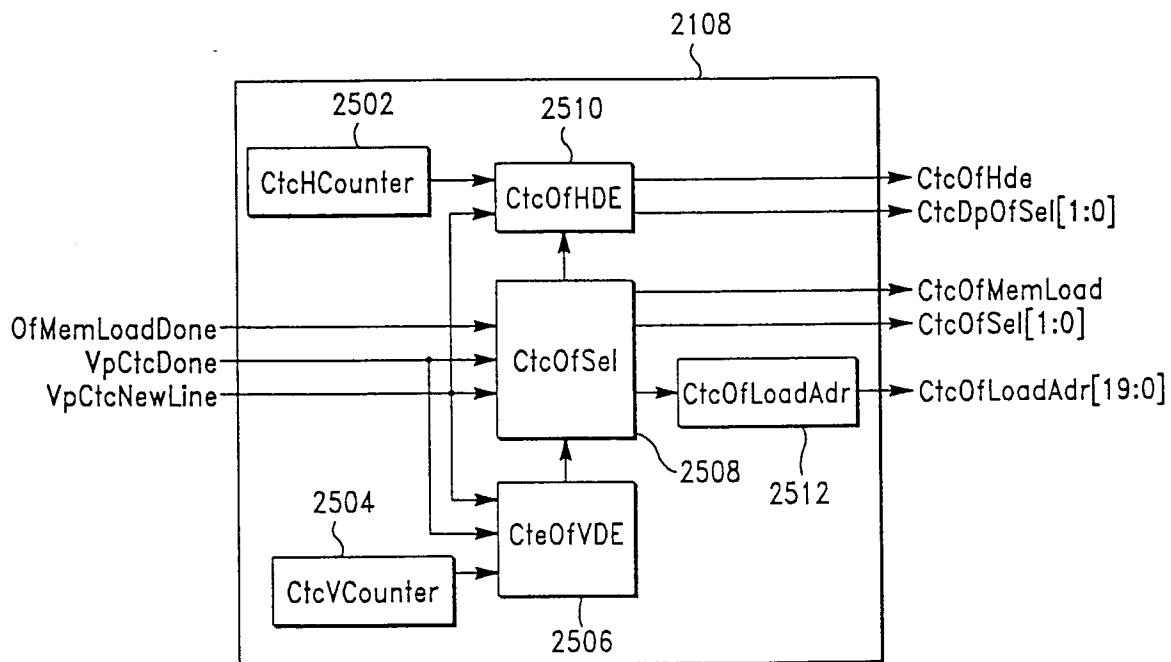 2108
2502
2510
CtcHCounter
CtcOfHDE
CtcOfHde
CtcDpOfSel[1:0]
OfMemLoadDone
VpCtcDone
VpCtcNewLine
CtcOfSel
CtcOfMemLoad
CtcOfSel[1:0]
CtcOfLoadAdr
CtcOfLoadAdr[19:0]
2508
2512
2504
CtcVCounter
CteOfVDE
2506